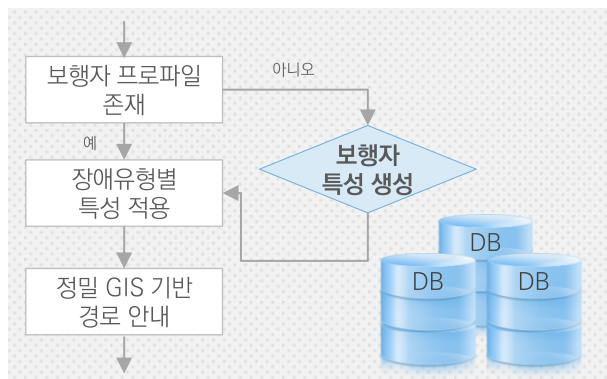 보행자 프로파일
존재
아니오
예
보행자
특성 생성
장애유형별
특성 적용
정밀 GIS 기반
경로 안내
DB
DB
DB